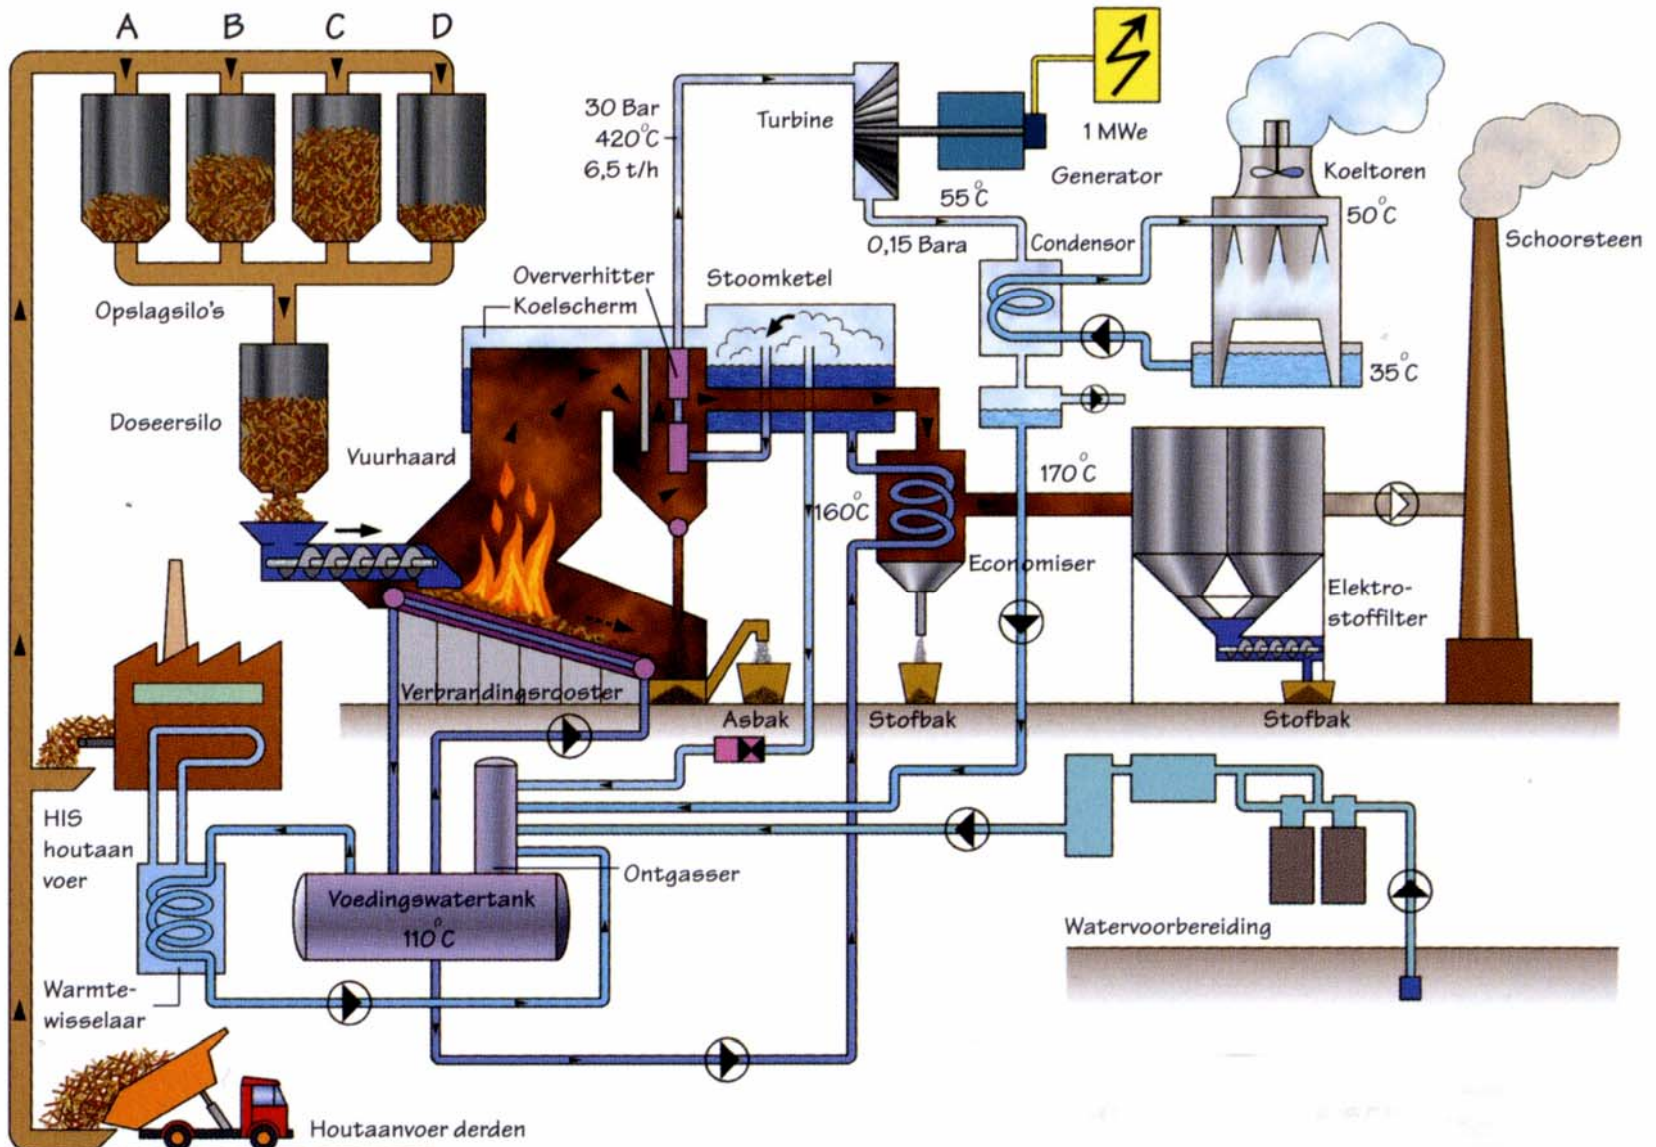 A B C D
30 Bar
420°C
6,5 t/h
Turbine
1 MWe
Generator
55°C
0,15 Bara
Condensor
Koeltoren
50°C
35°C
Schoorsteen
Oververhitter
Koelscherm
Stoomketel
Opslagsilo's
Doseersilo
Vuurhaard
160°C
170°C
Economiser
Elektro-
stoffilter
Verbrandingsrooster
Asbak
Stofbak
Stofbak
HIS
houtaan
voer
Ontgasser
Voedingswatertank
110°C
Watervoorbereiding
Warmte-
wisselaar
Houtaanvoer derden